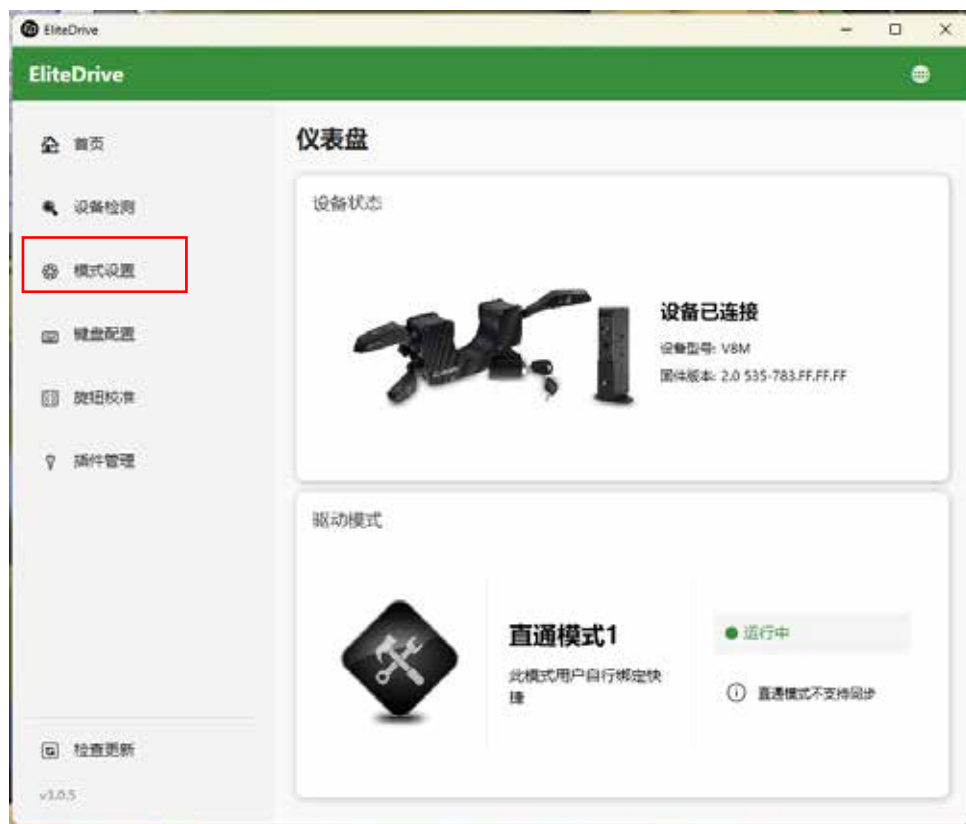 EliteDrive
EliteDrive
首页
设备检测
模式设置
键盘配置
旋钮校准
插件管理
检查更新
v3.0.5
仪表盘
设备状态
设备已连接
设备型号: V8M
固件版本: 2.0 535-783.FF.FF.FF
驱动模式
直通模式1
此模式用户自行绑定快
捷
运行中
直通模式不支持同步